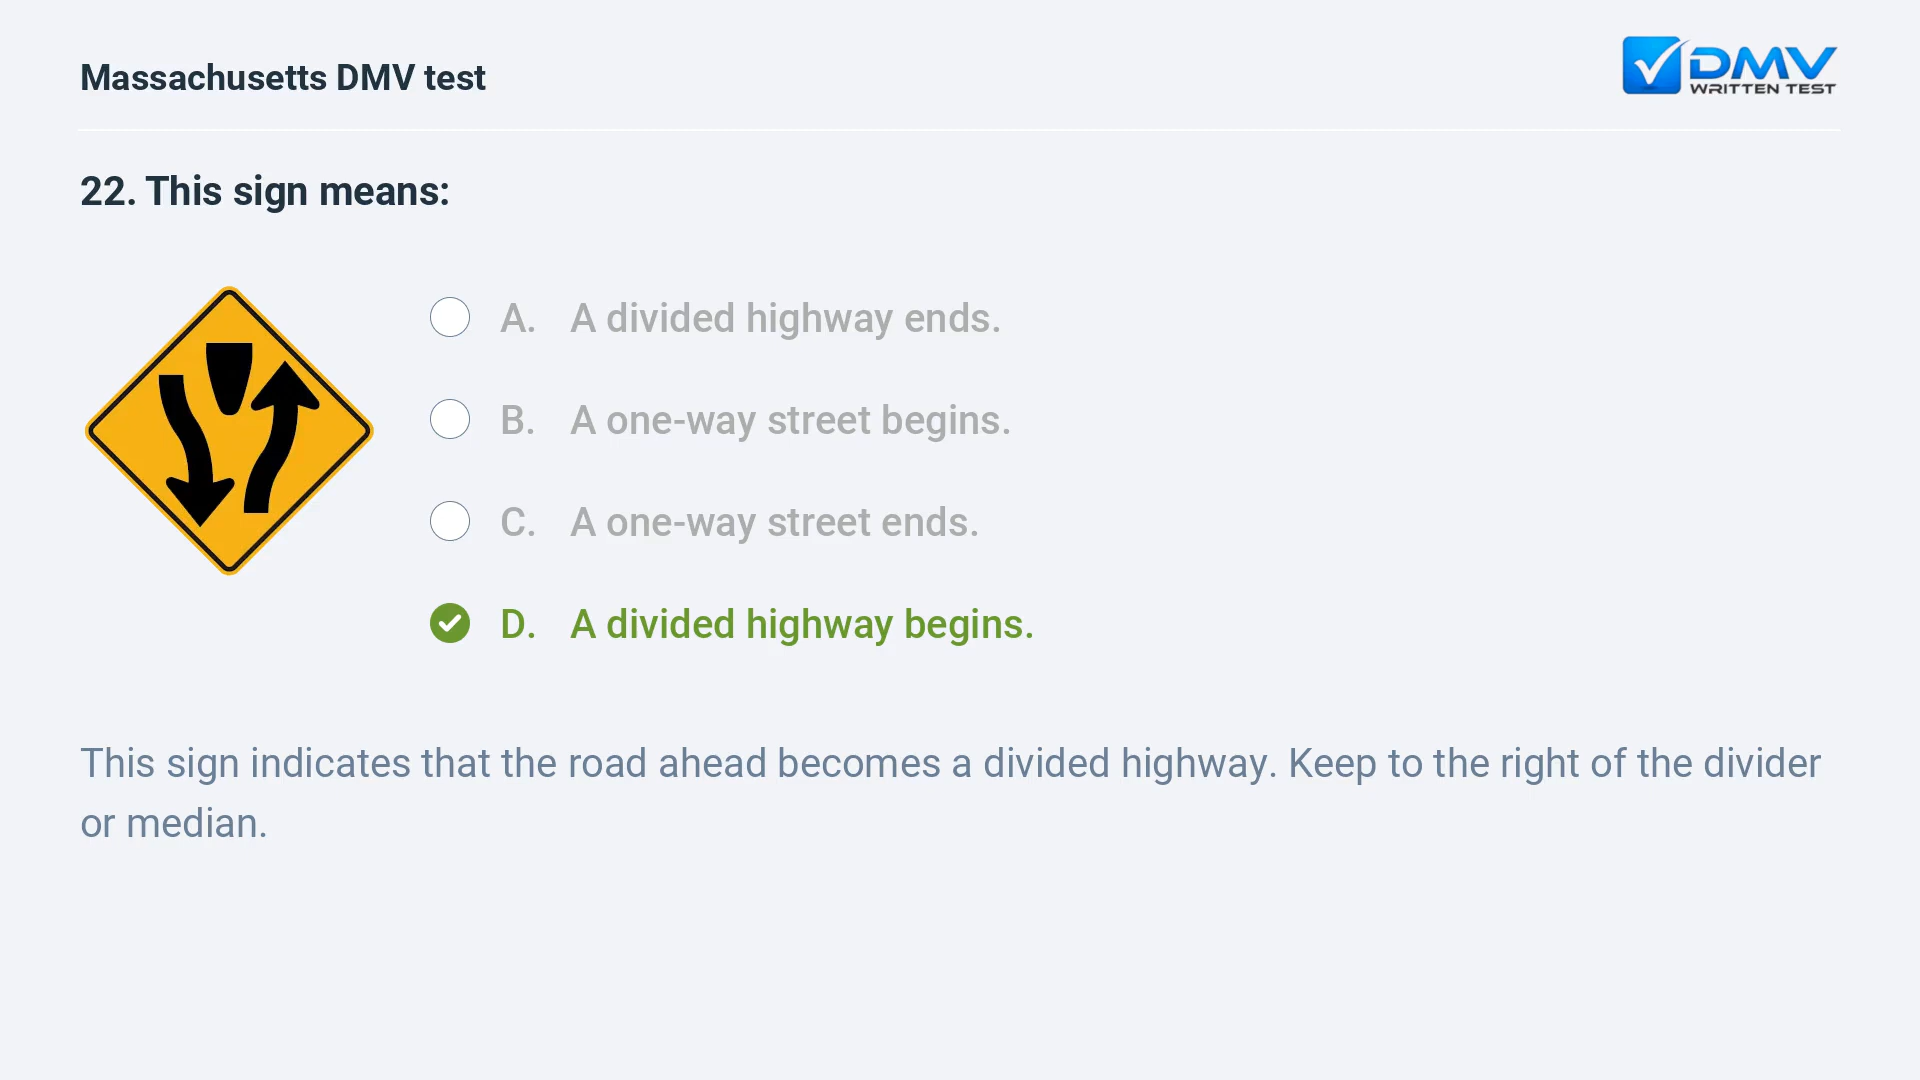 Massachusetts DMV test
DMV
WRITTEN TEST
22. This sign means:
A. A divided highway ends.
B. A one-way street begins.
C. A one-way street ends.
D. A divided highway begins.
This sign indicates that the road ahead becomes a divided highway. Keep to the right of the divider
or median.